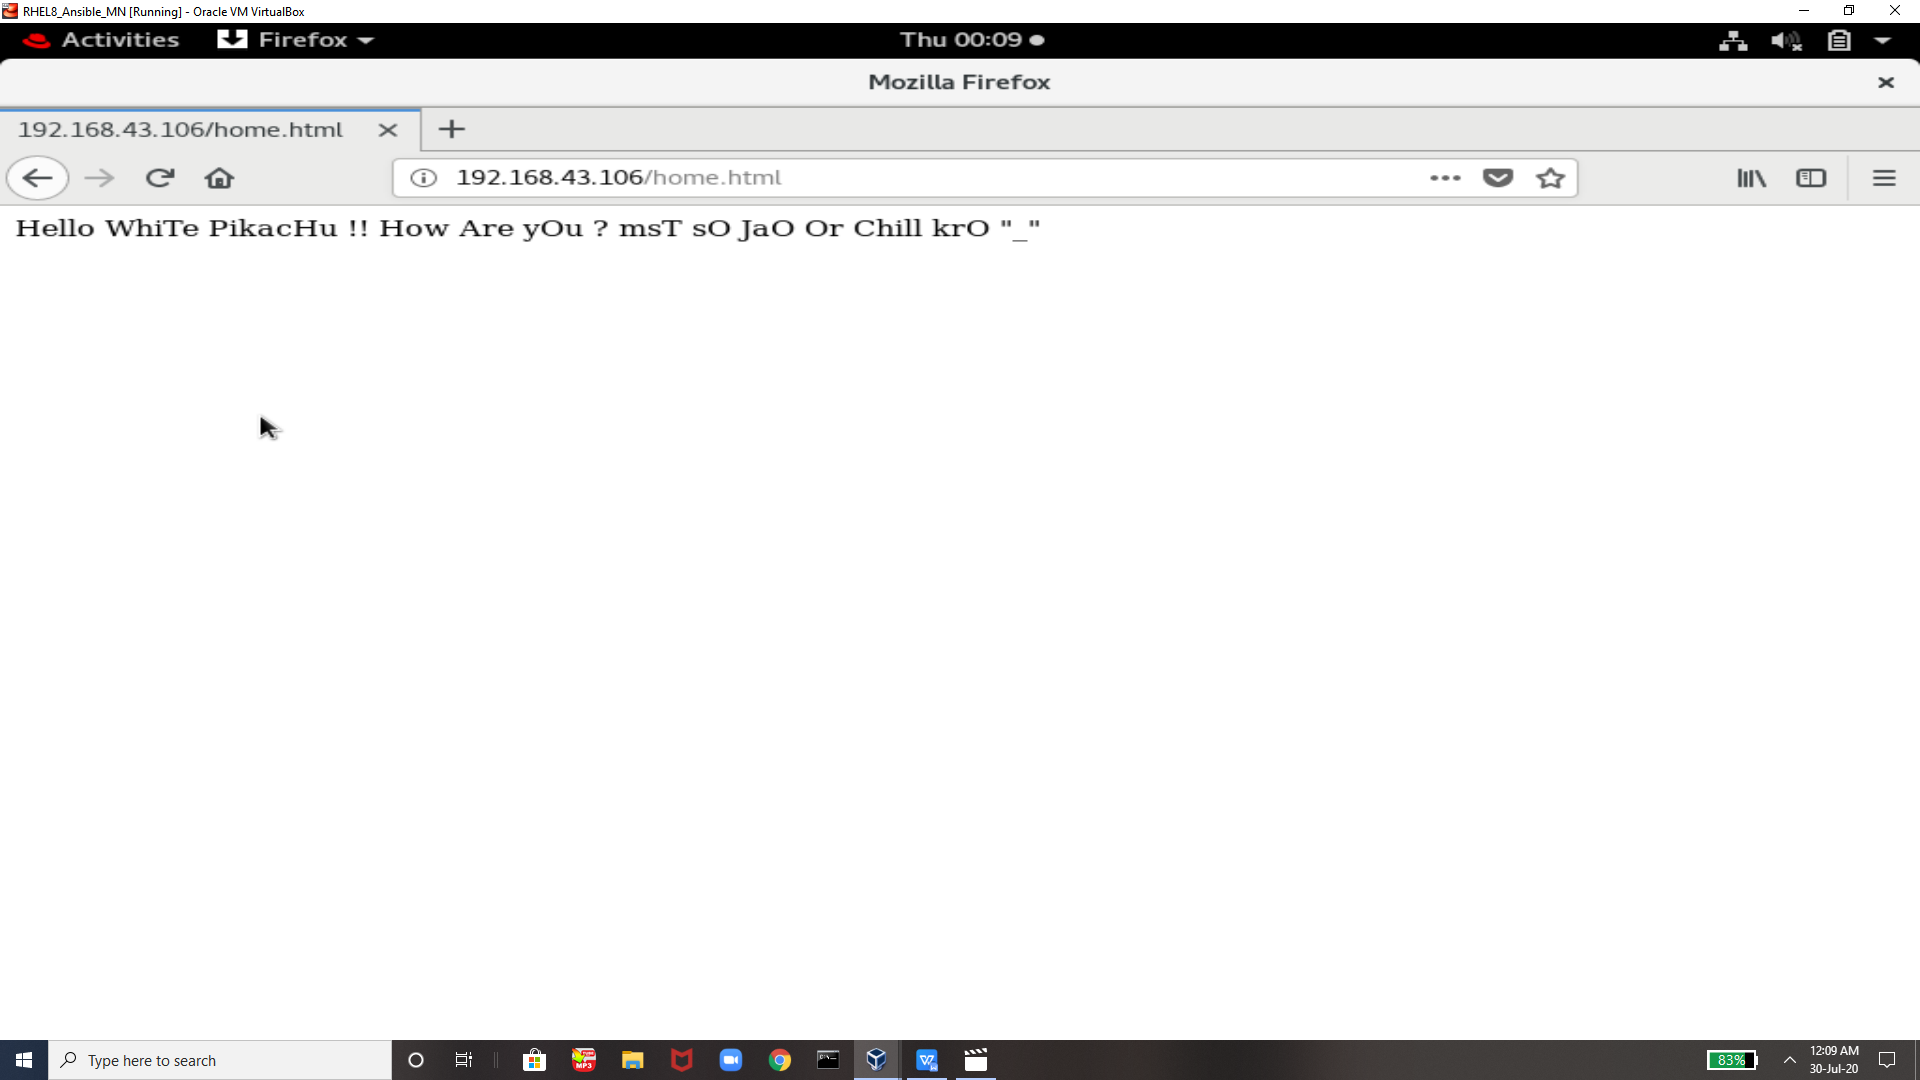 RHEL8_Ansible_MN [Running] - Oracle VM VirtualBox
Activities Firefox Thu 00:09
Mozilla Firefox
192.168.43.106/home.html
192.168.43.106/home.html
Hello WhiTe PikacHu !! How Are yOu ? msT sO JaO Or Chill krO "_"
Type here to search
MP3
83%
12:09 AM
30-Jul-20